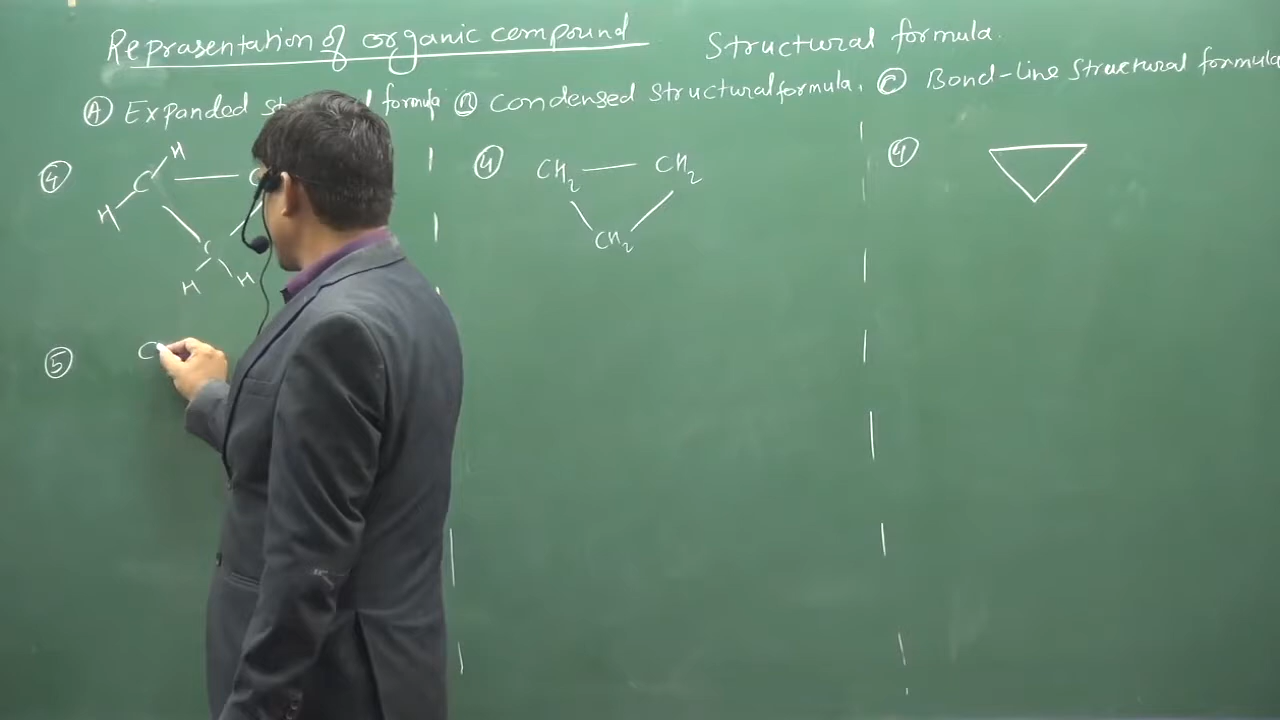 Reprasentation of organic compound
Structural formula.
(A) Expanded formula (B) Condensed structural formula. (C) Bond-line structural formula
(4) H
C
H
C
H H
(4) CH2 — CH2
CH2
(4)
(5) C